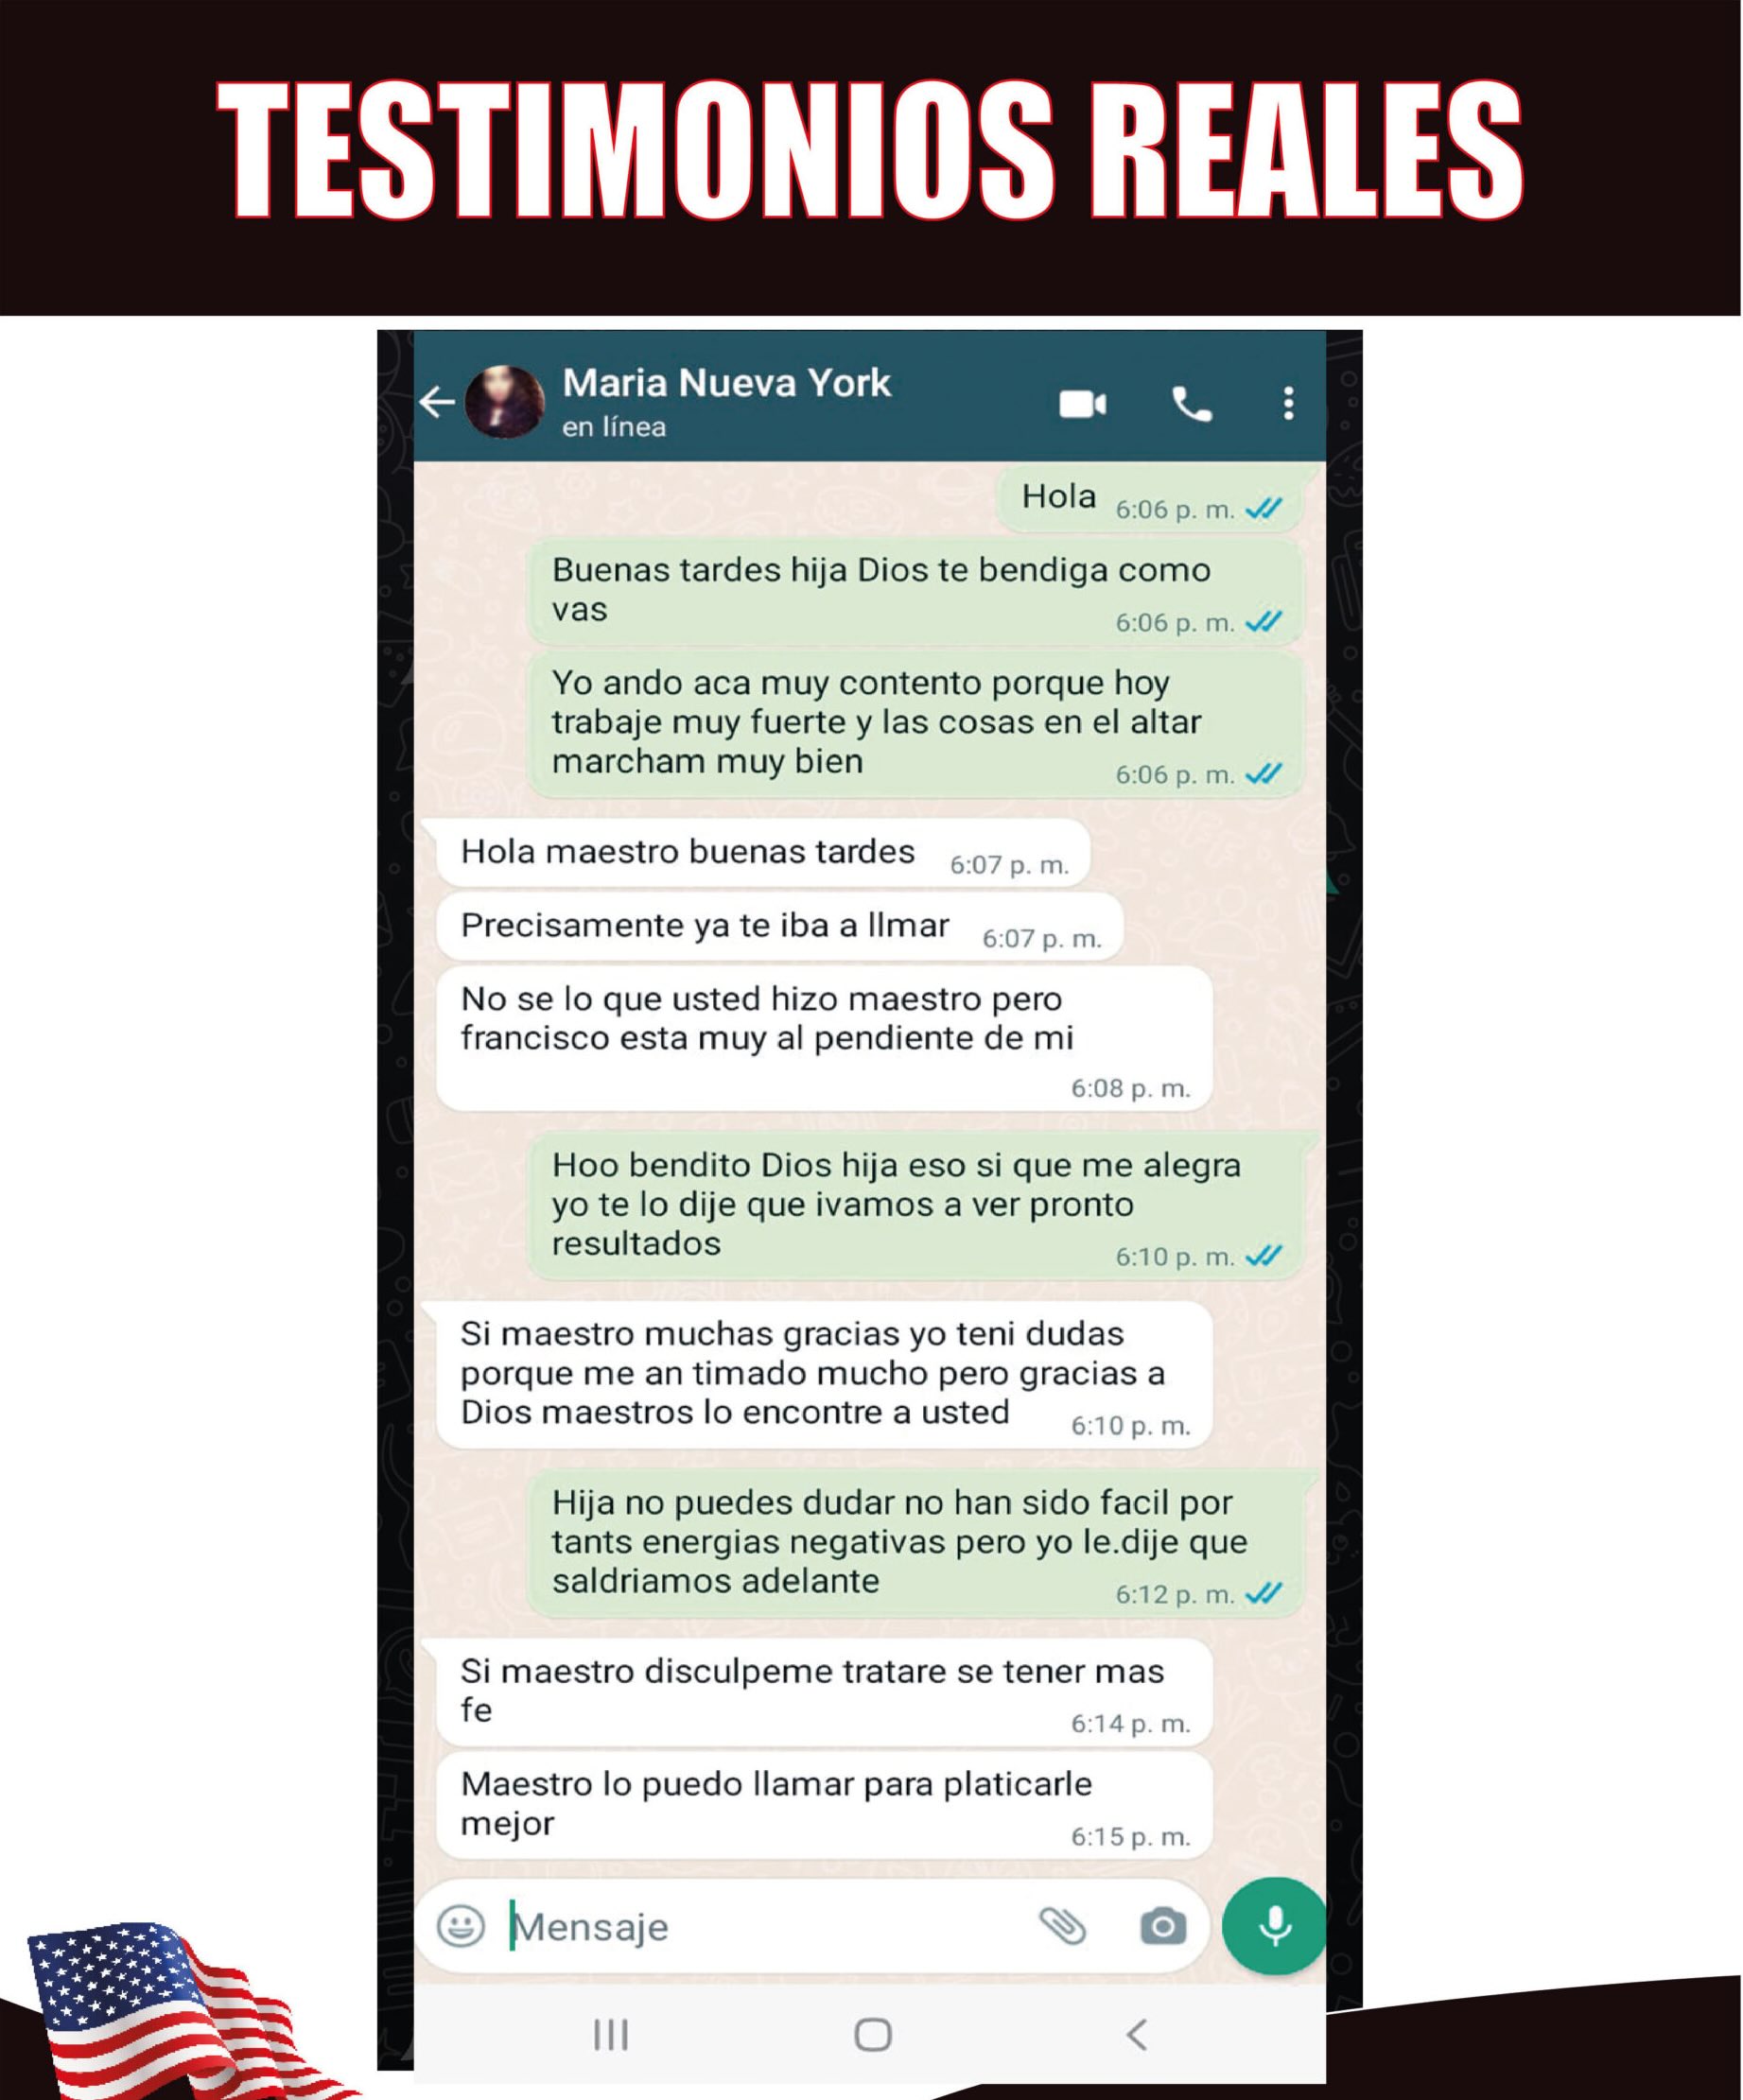 TESTIMONIOS REALES
Maria Nueva York
en línea
Hola 6:06 p. m.
Buenas tardes hija Dios te bendiga como
vas
6:06 p. m.
Yo ando aca muy contento porque hoy
trabaje muy fuerte y las cosas en el altar
marcham muy bien
6:06 p. m.
Hola maestro buenas tardes 6:07 p. m.
Precisamente ya te iba a llmar 6:07 p. m.
No se lo que usted hizo maestro pero
francisco esta muy al pendiente de mi
6:08 p. m.
Hoo bendito Dios hija eso si que me alegra
yo te lo dije que ivamos a ver pronto
resultados
6:10 p. m.
Si maestro muchas gracias yo teni dudas
porque me an timado mucho pero gracias a
Dios maestros lo encontre a usted
6:10 p. m.
Hija no puedes dudar no han sido facil por
tants energias negativas pero yo le.dije que
saldriamos adelante
6:12 p. m.
Si maestro disculpeme tratare se tener mas
fe
6:14 p. m.
Maestro lo puedo llamar para platicarle
mejor
6:15 p. m.
Mensaje